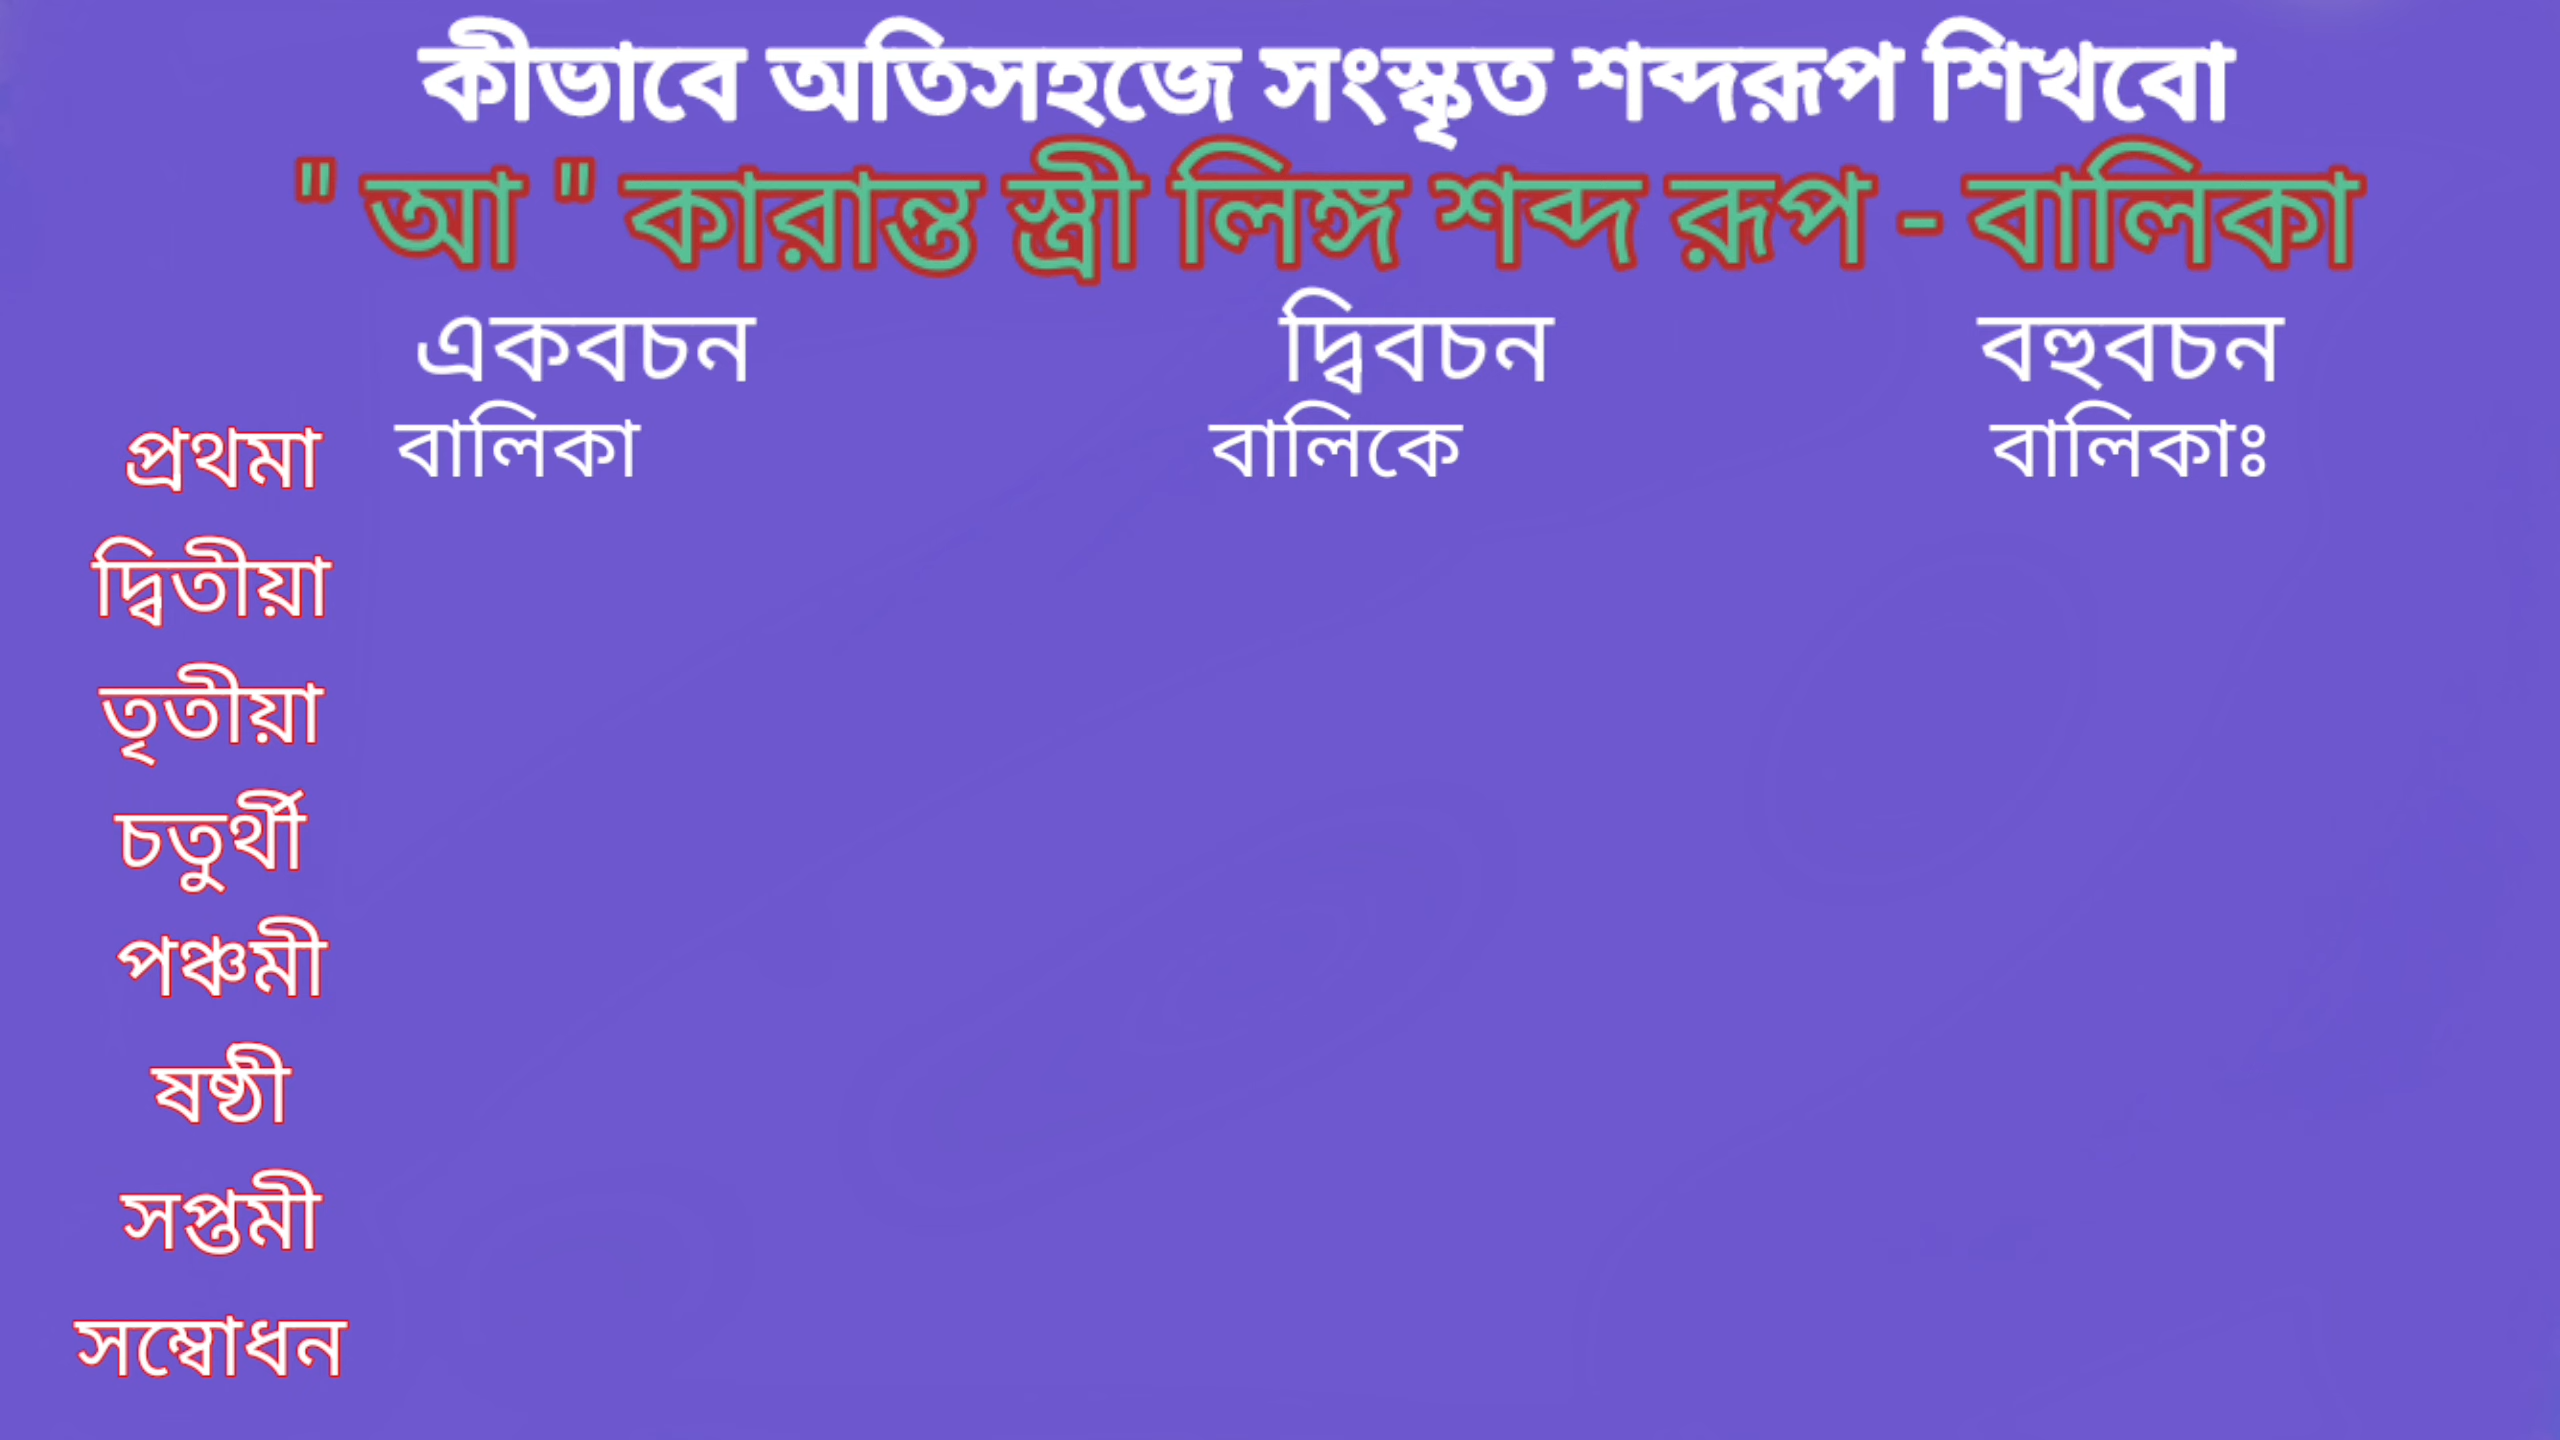 কীভাবে অতিসহজে সংস্কৃত শব্দরূপ শিখবো
" আ " কারান্ত স্ত্রী লিঙ্গ শব্দ রূপ - বালিকা
একবচন দ্বিবচন বহুবচন
প্রথমা বালিকা বালিকে বালিকাঃ
দ্বিতীয়া
তৃতীয়া
চতুর্থী
পঞ্চমী
ষষ্ঠী
সপ্তমী
সম্বোধন